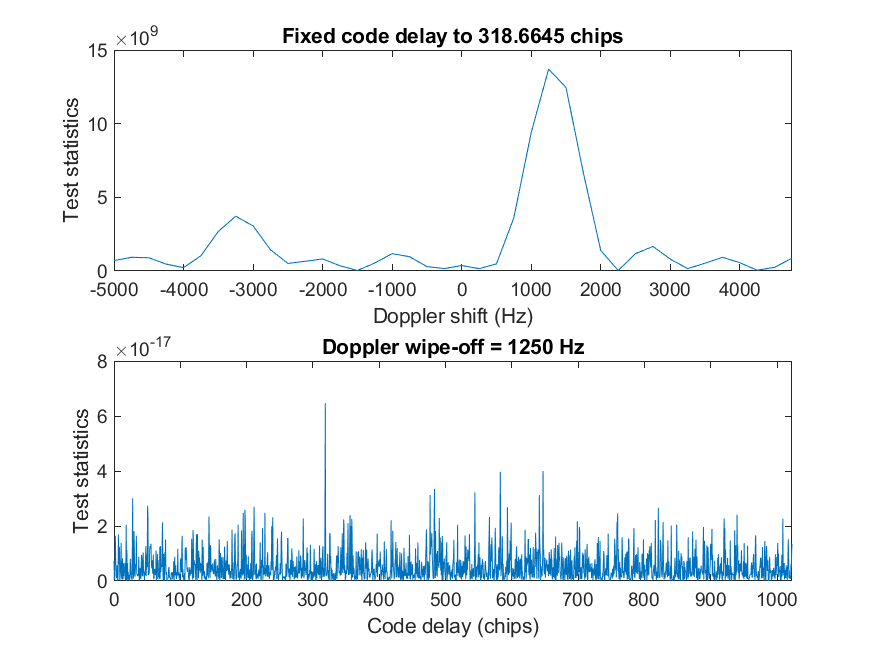 ×10^9
Fixed code delay to 318.6645 chips
15
10
5
0
Test statistics
-5000 -4000 -3000 -2000 -1000 0 1000 2000 3000 4000
Doppler shift (Hz)
×10^-17
Doppler wipe-off = 1250 Hz
8
6
4
2
0
Test statistics
0 100 200 300 400 500 600 700 800 900 1000
Code delay (chips)